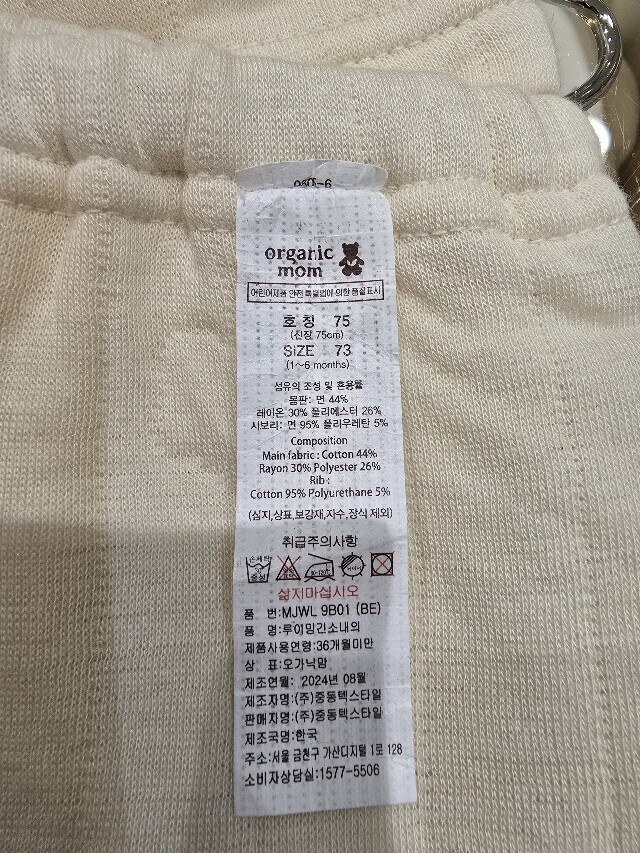 organic
mom
어린이제품 안전 특별법에 의한 품질표시
호 칭 75
(신장 75cm)
SIZE 73
(1~6 months)
섬유의 조성 및 혼용률
몸판: 면 44%
레이온 30% 폴리에스터 26%
시보리: 면 95% 폴리우레탄 5%
Composition
Main fabric : Cotton 44%
Rayon 30% Polyester 26%
Rib :
Cotton 95% Polyurethane 5%
(심지,상표,보강재,자수,장식 제외)
취급주의사항
손세탁
중성
80~120℃
삶지마십시오
품 번:MJWL 9B01 (BE)
품 명:루이밍긴소내의
제품사용연령:36개월미만
상 표:오가닉맘
제조연월: 2024년 08월
제조자명:(주)중동텍스타일
판매자명:(주)중동텍스타일
제조국명:한국
주소:서울 금천구 가산디지털 1로 128
소비자상담실:1577-5506